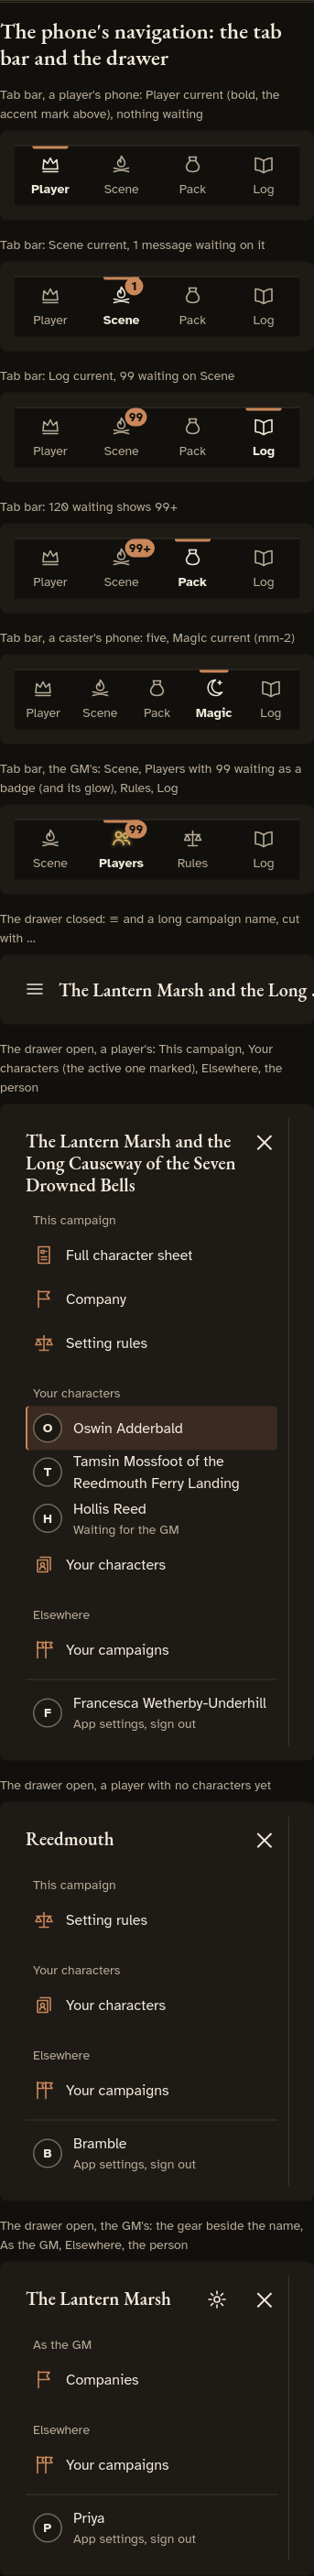 The phone's navigation: the tab
bar and the drawer
Tab bar, a player's phone: Player current (bold, the
accent mark above), nothing waiting
Player Scene Pack Log
Tab bar: Scene current, 1 message waiting on it
1
Player Scene Pack Log
Tab bar: Log current, 99 waiting on Scene
99
Player Scene Pack Log
Tab bar: 120 waiting shows 99+
99+
Player Scene Pack Log
Tab bar, a caster's phone: five, Magic current (mm-2)
Player Scene Pack Magic Log
Tab bar, the GM's: Scene, Players with 99 waiting as a
badge (and its glow), Rules, Log
99
Scene Players Rules Log
The drawer closed: ≡ and a long campaign name, cut
with …
The Lantern Marsh and the Long
The drawer open, a player's: This campaign, Your
characters (the active one marked), Elsewhere, the
person
The Lantern Marsh and the
Long Causeway of the Seven
Drowned Bells
This campaign
Full character sheet
Company
Setting rules
Your characters
O Oswin Adderbald
T Tamsin Mossfoot of the
Reedmouth Ferry Landing
H Hollis Reed
Waiting for the GM
Your characters
Elsewhere
Your campaigns
F Francesca Wetherby-Underhill
App settings, sign out
The drawer open, a player with no characters yet
Reedmouth
This campaign
Setting rules
Your characters
Your characters
Elsewhere
Your campaigns
B Bramble
App settings, sign out
The drawer open, the GM's: the gear beside the name,
As the GM, Elsewhere, the person
The Lantern Marsh
As the GM
Companies
Elsewhere
Your campaigns
P Priya
App settings, sign out